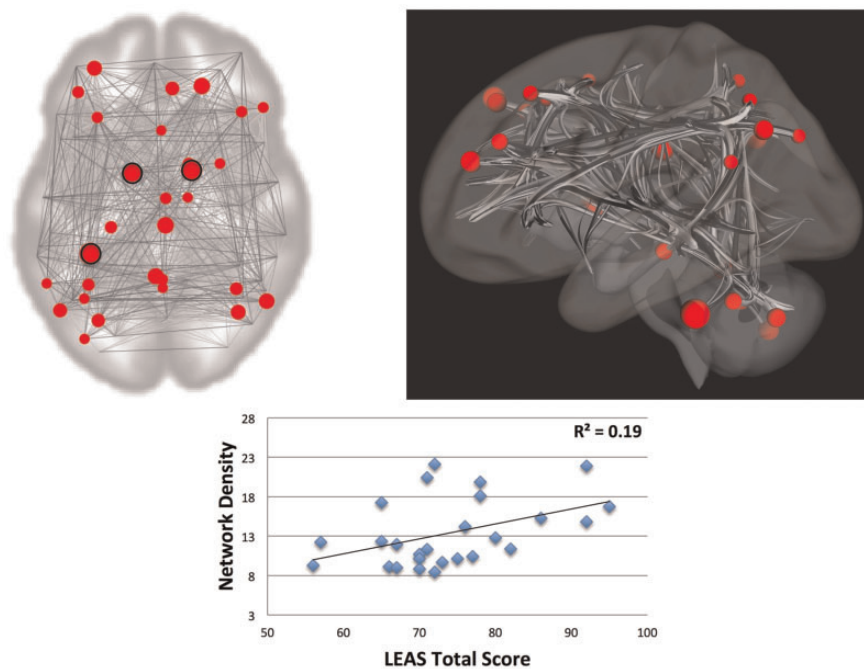 28
R² = 0.19
23
18
13
8
3
Network Density
50 60 70 80 90 100
LEAS Total Score